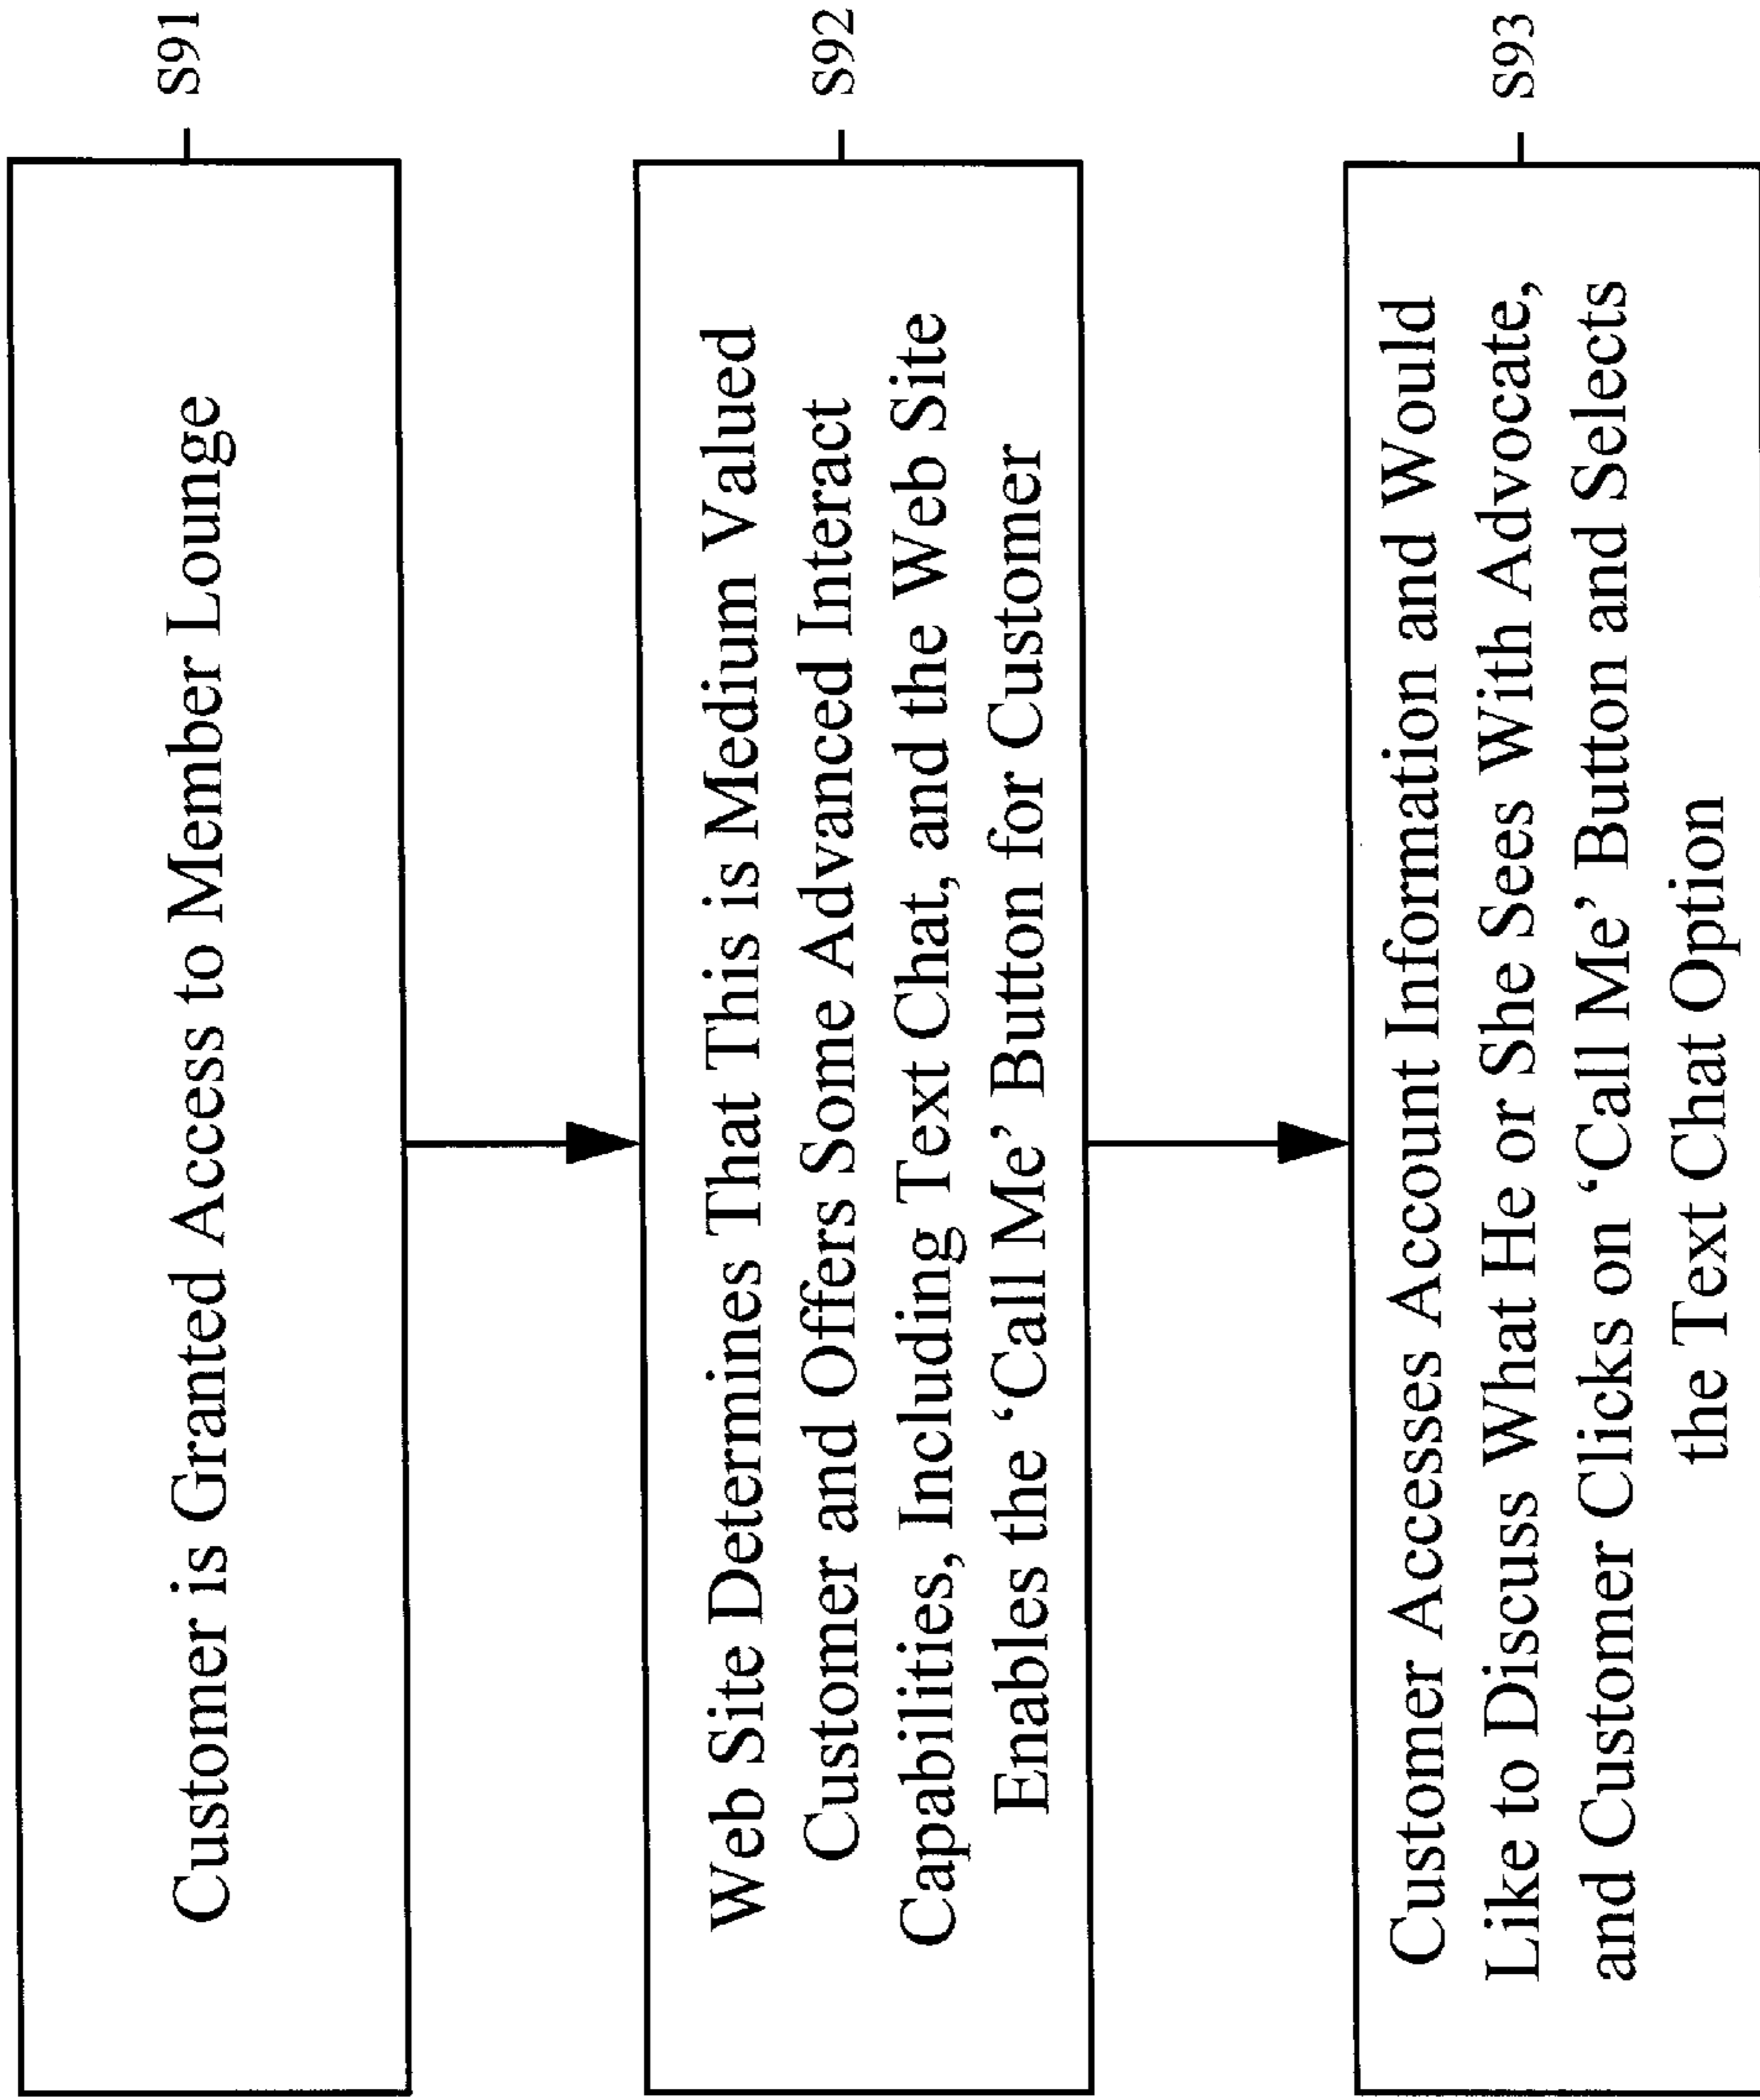 Customer is Granted Access to Member Lounge
S91
Web Site Determines That This is Medium Valued
Customer and Offers Some Advanced Interact
Capabilities, Including Text Chat, and the Web Site
Enables the ‘Call Me’ Button for Customer
S92
Customer Accesses Account Information and Would
Like to Discuss What He or She Sees With Advocate,
and Customer Clicks on ‘Call Me’ Button and Selects
the Text Chat Option
S93